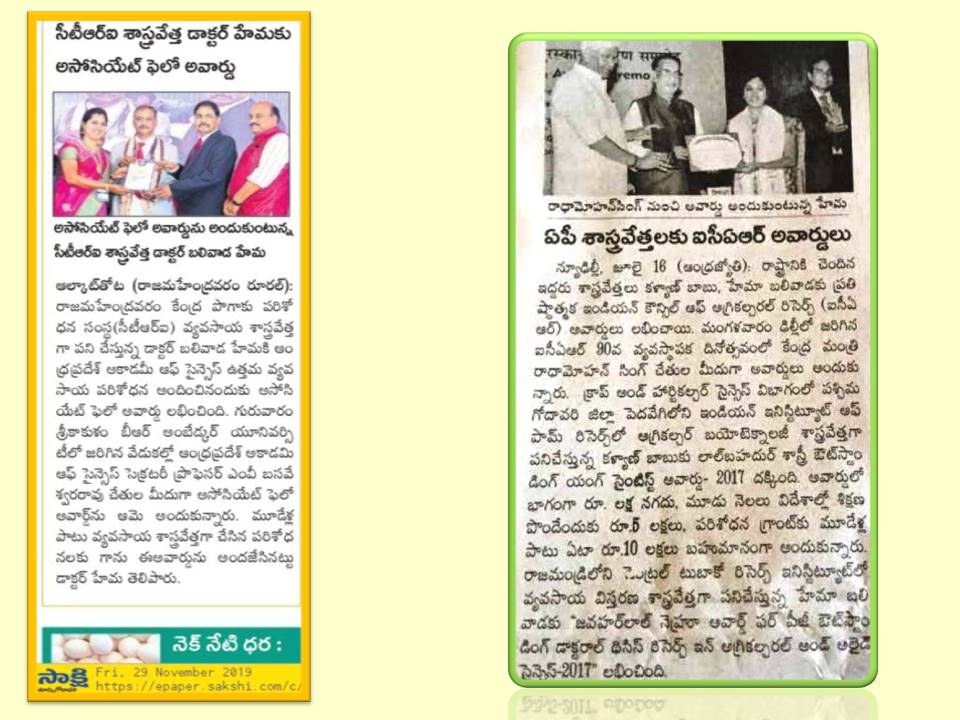 సీటీఆర్ఐ శాస్త్రవేత్త డాక్టర్ హేమకు
అసోసియేట్ ఫెలో అవార్డు
అసోసియేట్ ఫెలో అవార్డును అందుకుంటున్న
సీటీఆర్ఐ శాస్త్రవేత్త డాక్టర్ బలివాడ హేమ
ఆల్కాట్‌తోట (రాజమహేంద్రవరం రూరల్):
రాజమహేంద్రవరం కేంద్ర పొగాకు పరిశో
ధన సంస్థ(సీటీఆర్ఐ) వ్యవసాయ శాస్త్రవేత్త
గా పని చేస్తున్న డాక్టర్ బలివాడ హేమకి ఆం
ధ్రప్రదేశ్ అకాడమీ ఆఫ్ సైన్సెస్ ఉత్తమ వ్యవ
సాయ పరిశోధన అందించినందుకు అసోసి
యేట్ ఫెలో అవార్డు లభించింది. గురువారం
శ్రీకాకుళం బీఆర్ అంబేడ్కర్ యూనివర్సి
టీలో జరిగిన వేడుకల్లో ఆంధ్రప్రదేశ్ అకాడమి
ఆఫ్ సైన్సెస్ సెక్రటరీ ప్రొఫెసర్ ఎంవీ బసవే
శ్వరరావు చేతుల మీదుగా అసోసియేట్ ఫెలో
అవార్డ్‌ను ఆమె అందుకున్నారు. మూడేళ్ల
పాటు వ్యవసాయ శాస్త్రవేత్తగా చేసిన పరిశోధ
నలకు గాను ఈఅవార్డును అందజేసినట్టు
డాక్టర్ హేమ తెలిపారు.
నెక్ నేటి ధర :
సాక్షి
Fri, 29 November 2019
https://epaper.sakshi.com/c/
రాధామోహన్‌సింగ్ నుంచి అవార్డు అందుకుంటున్న హేమ
ఏపీ శాస్త్రవేత్తలకు ఐసీఏఆర్ అవార్డులు
న్యూఢిల్లీ, జూలై 16 (ఆంధ్రజ్యోతి): రాష్ట్రానికి చెందిన
ఇద్దరు శాస్త్రవేత్తలు కళ్యాణ్ బాబు, హేమా బలివాడకు ప్రతి
ష్ఠాత్మక ఇండియన్ కౌన్సిల్ ఆఫ్ అగ్రికల్చరల్ రిసెర్చ్ (ఐసీఏ
ఆర్) అవార్డులు లభించాయి. మంగళవారం ఢిల్లీలో జరిగిన
ఐసీఏఆర్ 90వ వ్యవస్థాపక దినోత్సవంలో కేంద్ర మంత్రి
రాధామోహన్ సింగ్ చేతుల మీదుగా అవార్డులు అందుకు
న్నారు. క్రాప్ అండ్ హార్టికల్చర్ సైన్సెస్ విభాగంలో పశ్చిమ
గోదావరి జిల్లా పెదవేగిలోని ఇండియన్ ఇనిస్టిట్యూట్ ఆఫ్
పామ్ రిసెర్చ్‌లో అగ్రికల్చర్ బయోటెక్నాలజీ శాస్త్రవేత్తగా
పనిచేస్తున్న కళ్యాణ్ బాబుకు లాల్‌బహదుర్ శాస్త్రి ఔట్‌స్టాం
డింగ్ యంగ్ సైంటిస్ట్ అవార్డు- 2017 దక్కింది. అవార్డులో
భాగంగా రూ. లక్ష నగదు, మూడు నెలలు విదేశాల్లో శిక్షణ
పొందేందుకు రూ.5 లక్షలు, పరిశోధన గ్రాంట్‌కు మూడేళ్ల
పాటు ఏటా రూ.10 లక్షలు బహుమానంగా అందుకున్నారు.
రాజమండ్రిలోని సెంట్రల్ టుబాకో రిసెర్చ్ ఇనిస్టిట్యూట్‌లో
వ్యవసాయ విస్తరణ శాస్త్రవేత్తగా పనిచేస్తున్న హేమా బలి
వాడకు "జవహర్‌లాల్ నెహ్రూ అవార్డ్ ఫర్ పీజీ ఔట్‌స్టాం
డింగ్ డాక్టరాల్ థిసిస్ రిసెర్చ్ ఇన్ అగ్రికల్చరల్ అండ్ అలైడ్
సైన్సెస్-2017" లభించింది.